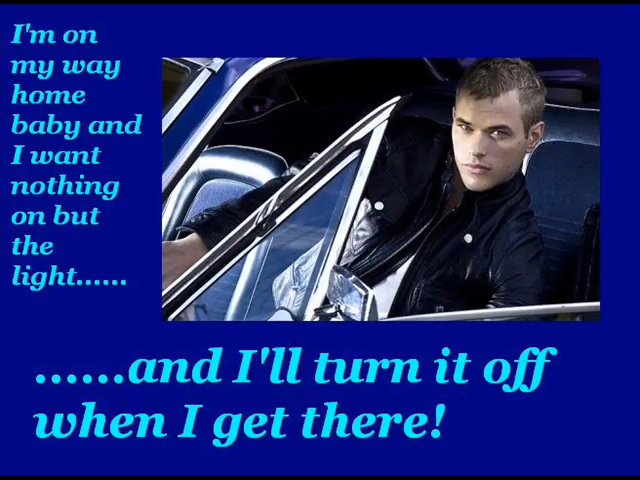 I'm on
my way
home
baby and
I want
nothing
on but
the
light......
......and I'll turn it off
when I get there!